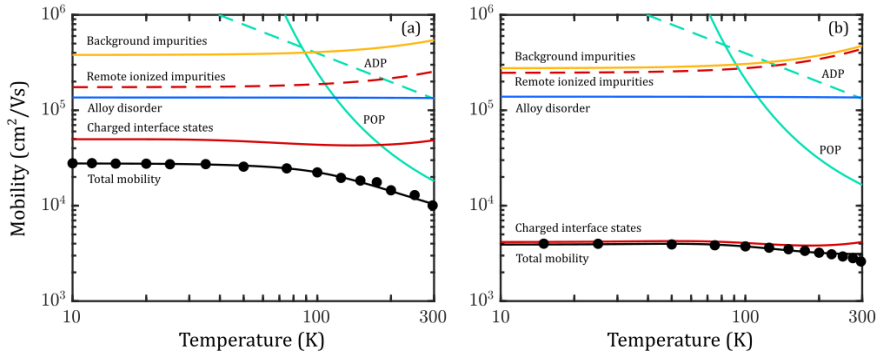 (a)
10^6
Background impurities
ADP
Remote ionized impurities
10^5
Alloy disorder
POP
Charged interface states
Mobility (cm^2/Vs)
Total mobility
10^4
10^3
10
100
300
Temperature (K)
(b)
10^6
Background impurities
ADP
Remote ionized impurities
10^5
Alloy disorder
POP
10^4
Charged interface states
Total mobility
10^3
10
100
300
Temperature (K)